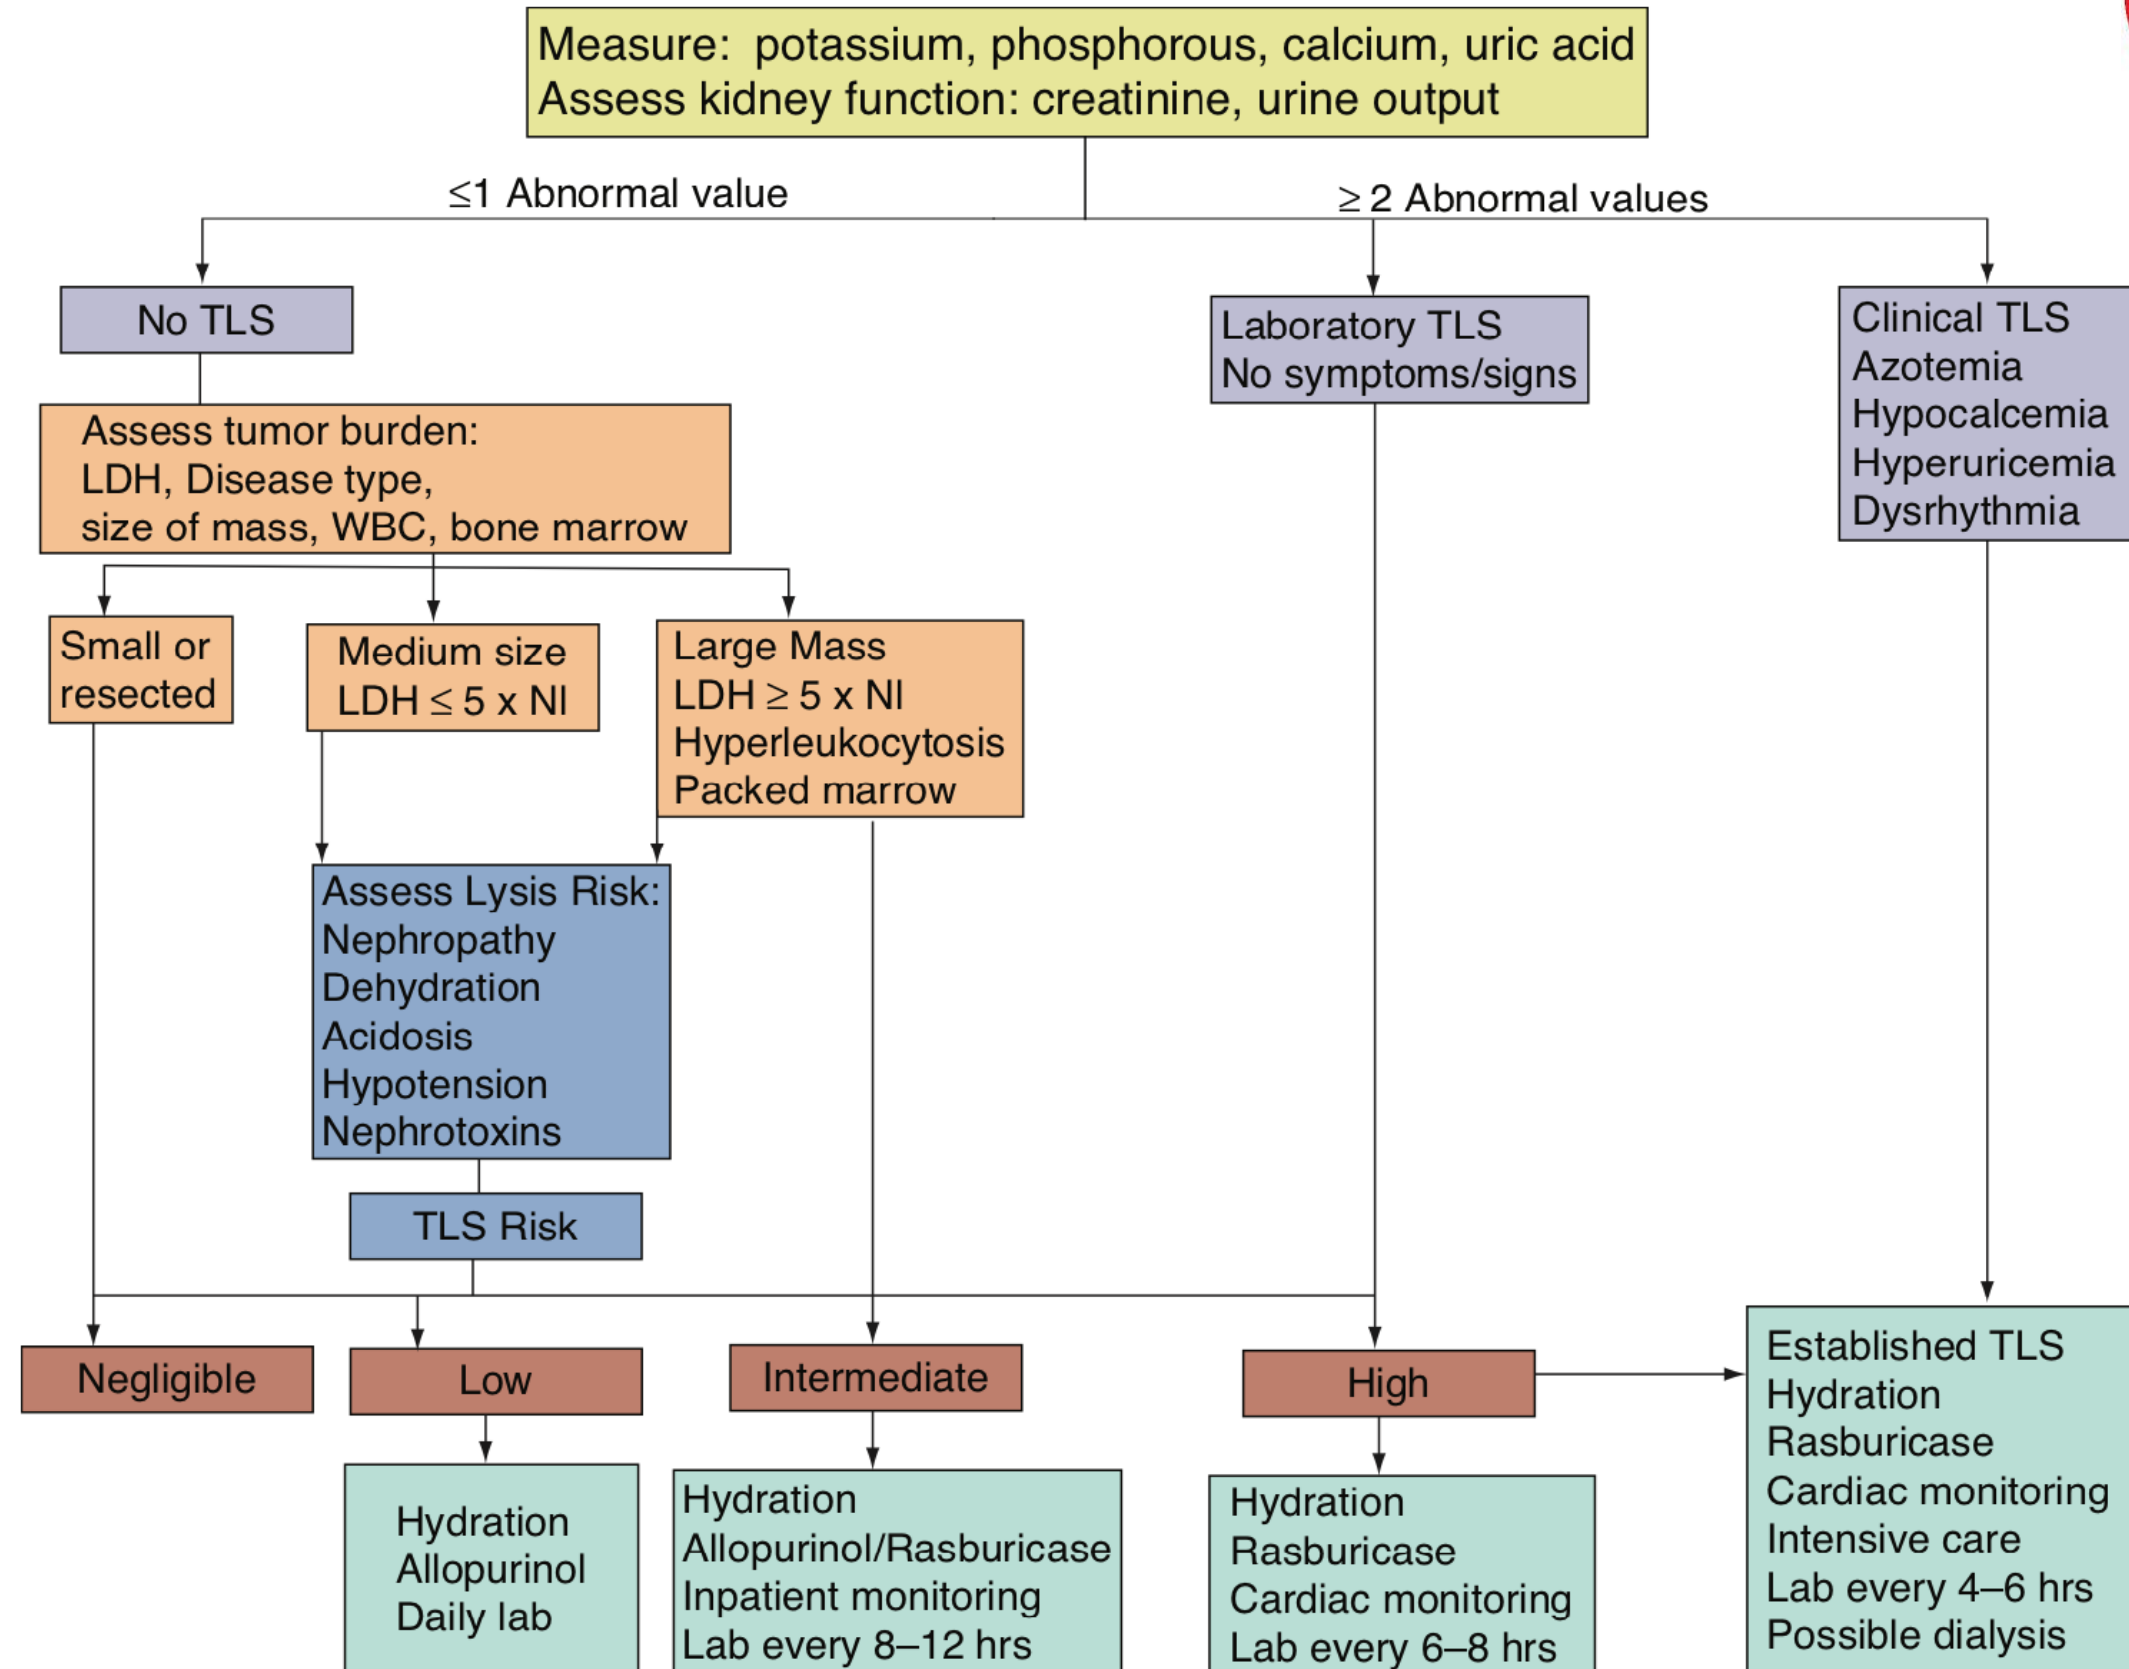 Measure: potassium, phosphorous, calcium, uric acid
Assess kidney function: creatinine, urine output
≤1 Abnormal value
≥ 2 Abnormal values
No TLS
Laboratory TLS
No symptoms/signs
Clinical TLS
Azotemia
Hypocalcemia
Hyperuricemia
Dysrhythmia
Assess tumor burden:
LDH, Disease type,
size of mass, WBC, bone marrow
Small or
resected
Medium size
LDH ≤ 5 x Nl
Large Mass
LDH ≥ 5 x Nl
Hyperleukocytosis
Packed marrow
Assess Lysis Risk:
Nephropathy
Dehydration
Acidosis
Hypotension
Nephrotoxins
TLS Risk
Negligible
Low
Intermediate
High
Hydration
Allopurinol
Daily lab
Hydration
Allopurinol/Rasburicase
Inpatient monitoring
Lab every 8–12 hrs
Hydration
Rasburicase
Cardiac monitoring
Lab every 6–8 hrs
Established TLS
Hydration
Rasburicase
Cardiac monitoring
Intensive care
Lab every 4–6 hrs
Possible dialysis